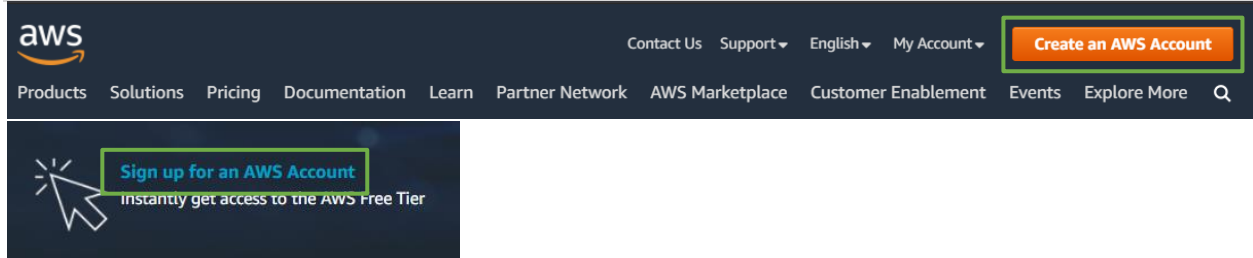 aws
Contact Us Support English My Account Create an AWS Account
Products Solutions Pricing Documentation Learn Partner Network AWS Marketplace Customer Enablement Events Explore More
Sign up for an AWS Account
Instantly get access to the AWS Free Tier